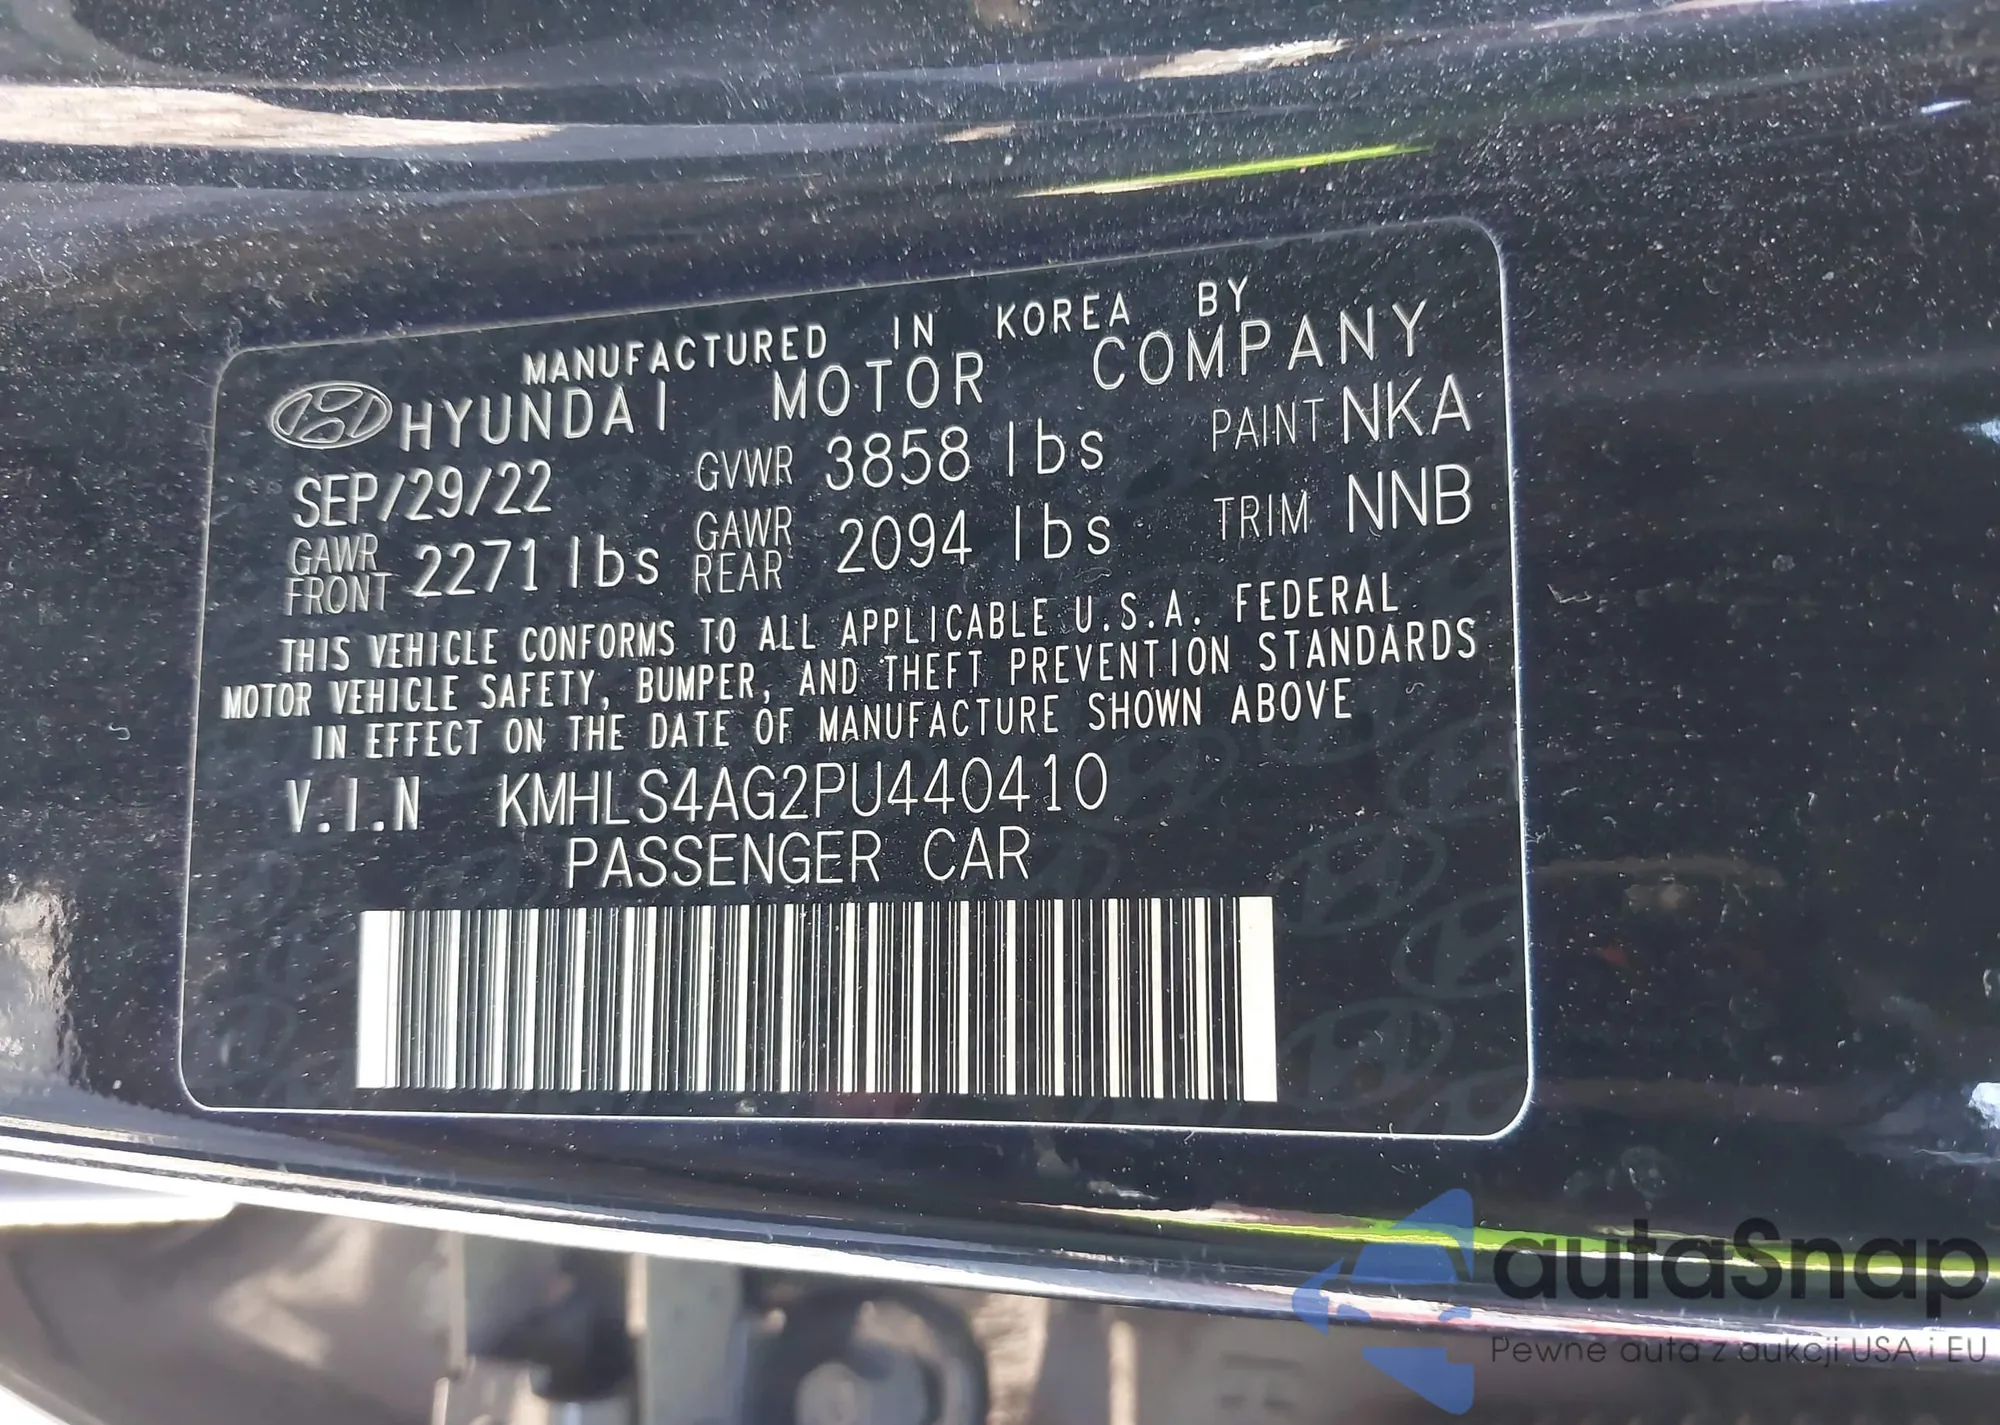 MANUFACTURED IN KOREA BY
HYUNDAI MOTOR COMPANY
SEP/29/22 GVWR 3858 lbs PAINT NKA
GAWR FRONT 2271 lbs GAWR REAR 2094 lbs TRIM NNB
THIS VEHICLE CONFORMS TO ALL APPLICABLE U.S.A. FEDERAL
MOTOR VEHICLE SAFETY, BUMPER, AND THEFT PREVENTION STANDARDS
IN EFFECT ON THE DATE OF MANUFACTURE SHOWN ABOVE
V.I.N KMHLS4AG2PU440410
PASSENGER CAR
autaSnap
Pewne auta z aukcji USA i EU